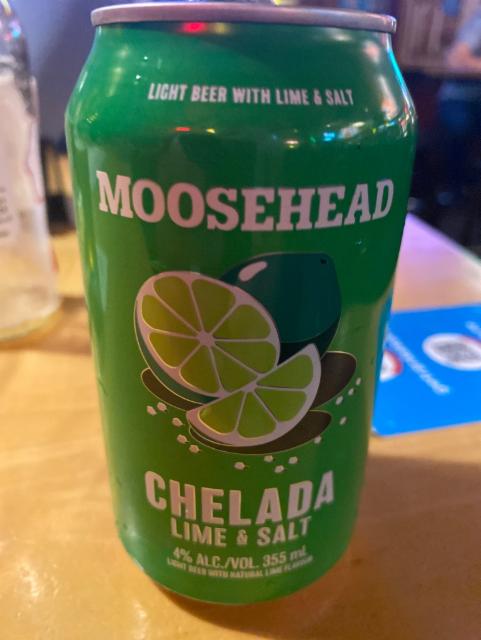 LIGHT BEER WITH LIME & SALT
MOOSEHEAD
CHELADA
LIME & SALT
4% ALC./VOL. 355 mL
LIGHT BEER WITH NATURAL LIME FLAVOUR